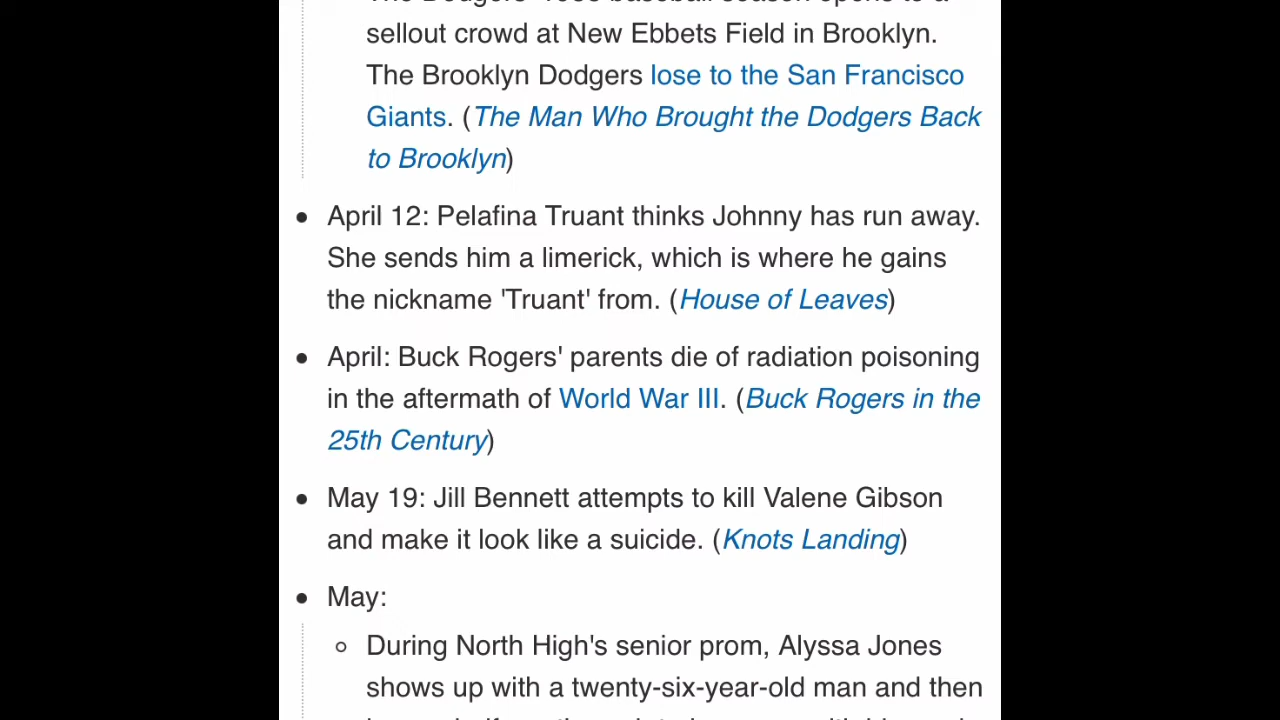 sellout crowd at New Ebbets Field in Brooklyn.
The Brooklyn Dodgers lose to the San Francisco
Giants. (The Man Who Brought the Dodgers Back
to Brooklyn)
● April 12: Pelafina Truant thinks Johnny has run away.
She sends him a limerick, which is where he gains
the nickname 'Truant' from. (House of Leaves)
● April: Buck Rogers' parents die of radiation poisoning
in the aftermath of World War III. (Buck Rogers in the
25th Century)
● May 19: Jill Bennett attempts to kill Valene Gibson
and make it look like a suicide. (Knots Landing)
● May:
○ During North High's senior prom, Alyssa Jones
shows up with a twenty-six-year-old man and then